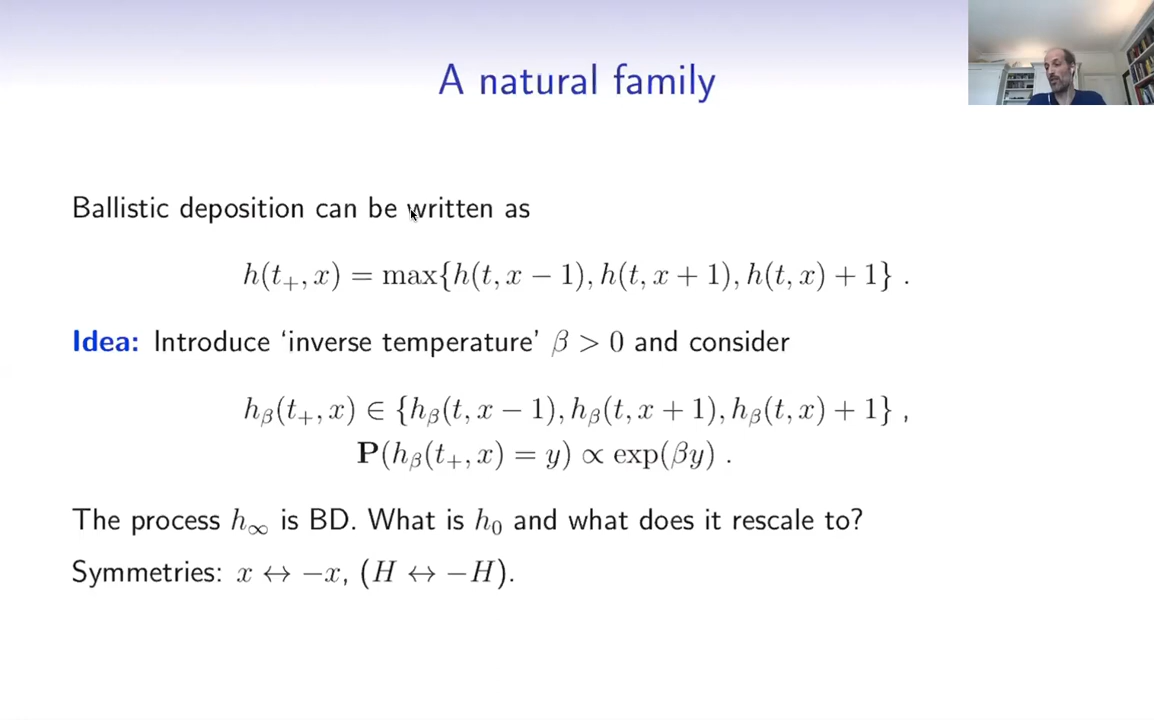 A natural family
Ballistic deposition can be written as
h(t₊, x) = max{h(t, x − 1), h(t, x + 1), h(t, x) + 1} .
Idea: Introduce ‘inverse temperature’ β > 0 and consider
h_β(t₊, x) ∈ {h_β(t, x − 1), h_β(t, x + 1), h_β(t, x) + 1} ,
P(h_β(t₊, x) = y) ∝ exp(βy) .
The process h_∞ is BD. What is h₀ and what does it rescale to?
Symmetries: x ↔ −x, (H ↔ −H).